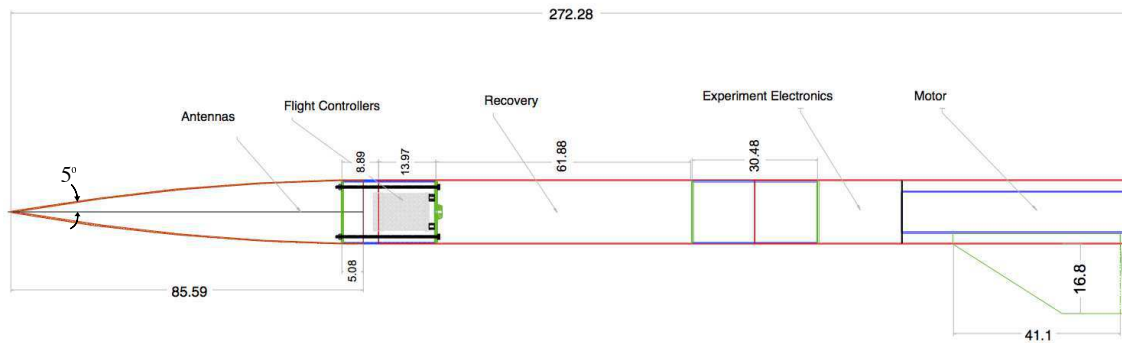 272.28
Antennas
Flight Controllers
Recovery
Experiment Electronics
Motor
5⁰
8.89
13.97
61.88
30.48
5.08
85.59
16.8
41.1